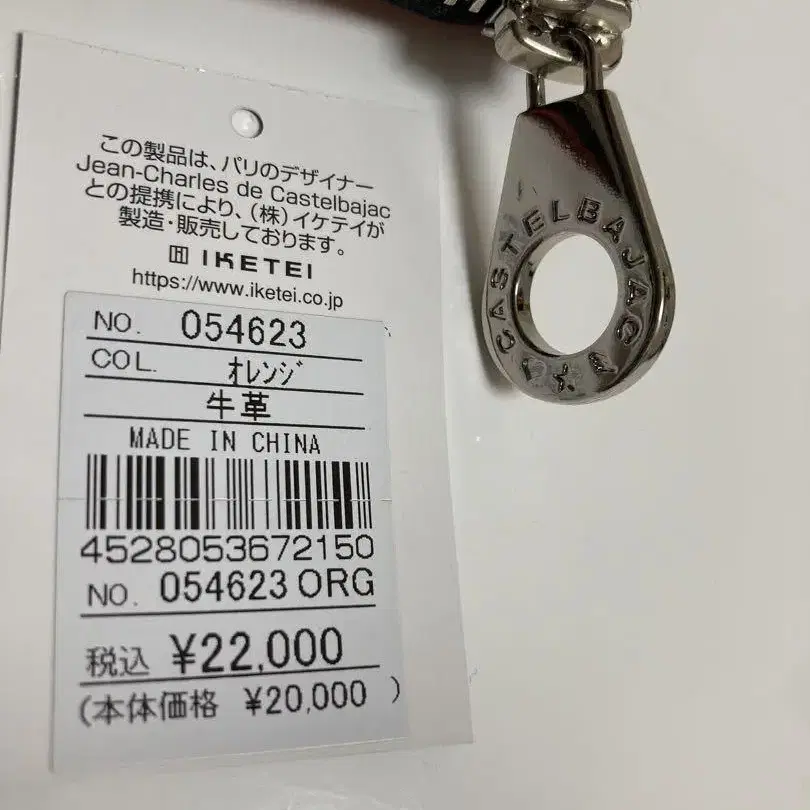 この製品は、パリのデザイナー
Jean-Charles de Castelbajac
との提携により、(株)イケテイが
製造・販売しております。
IKETEI
https://www.iketei.co.jp
NO. 054623
COL. オレンジ
牛革
MADE IN CHINA
4528053672150
NO. 054623 ORG
税込 ¥22,000
(本体価格 ¥20,000)
CASTELBAJAC